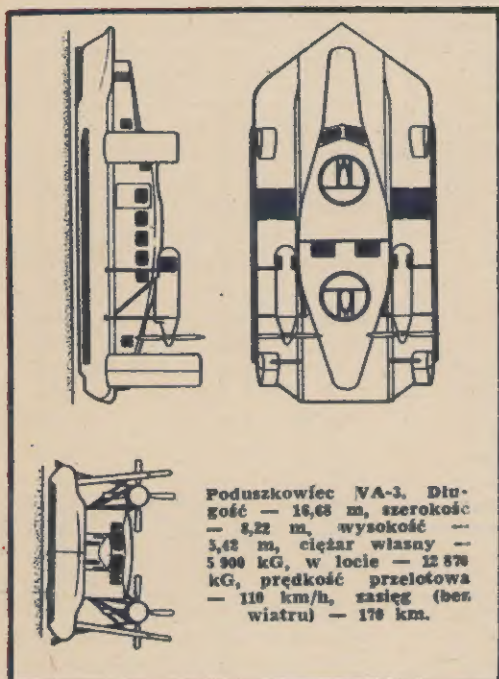 Poduszkowiec VA-3. Dłu-
gość — 16,68 m, szerokość
— 8,22 m, wysokość —
3,42 m, ciężar własny —
5 900 kG, w locie — 12 870
kG, prędkość przelotowa
— 110 km/h, zasięg (bez
wiatru) — 170 km.